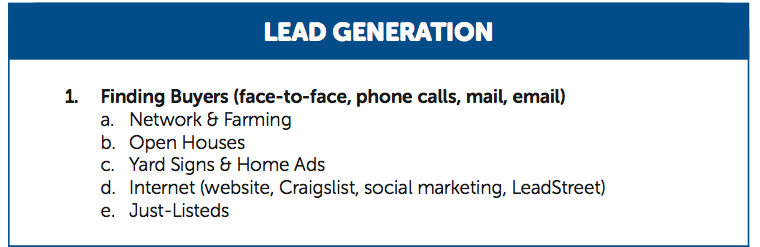 LEAD GENERATION
1. Finding Buyers (face-to-face, phone calls, mail, email)
a. Network & Farming
b. Open Houses
c. Yard Signs & Home Ads
d. Internet (website, Craigslist, social marketing, LeadStreet)
e. Just-Listeds